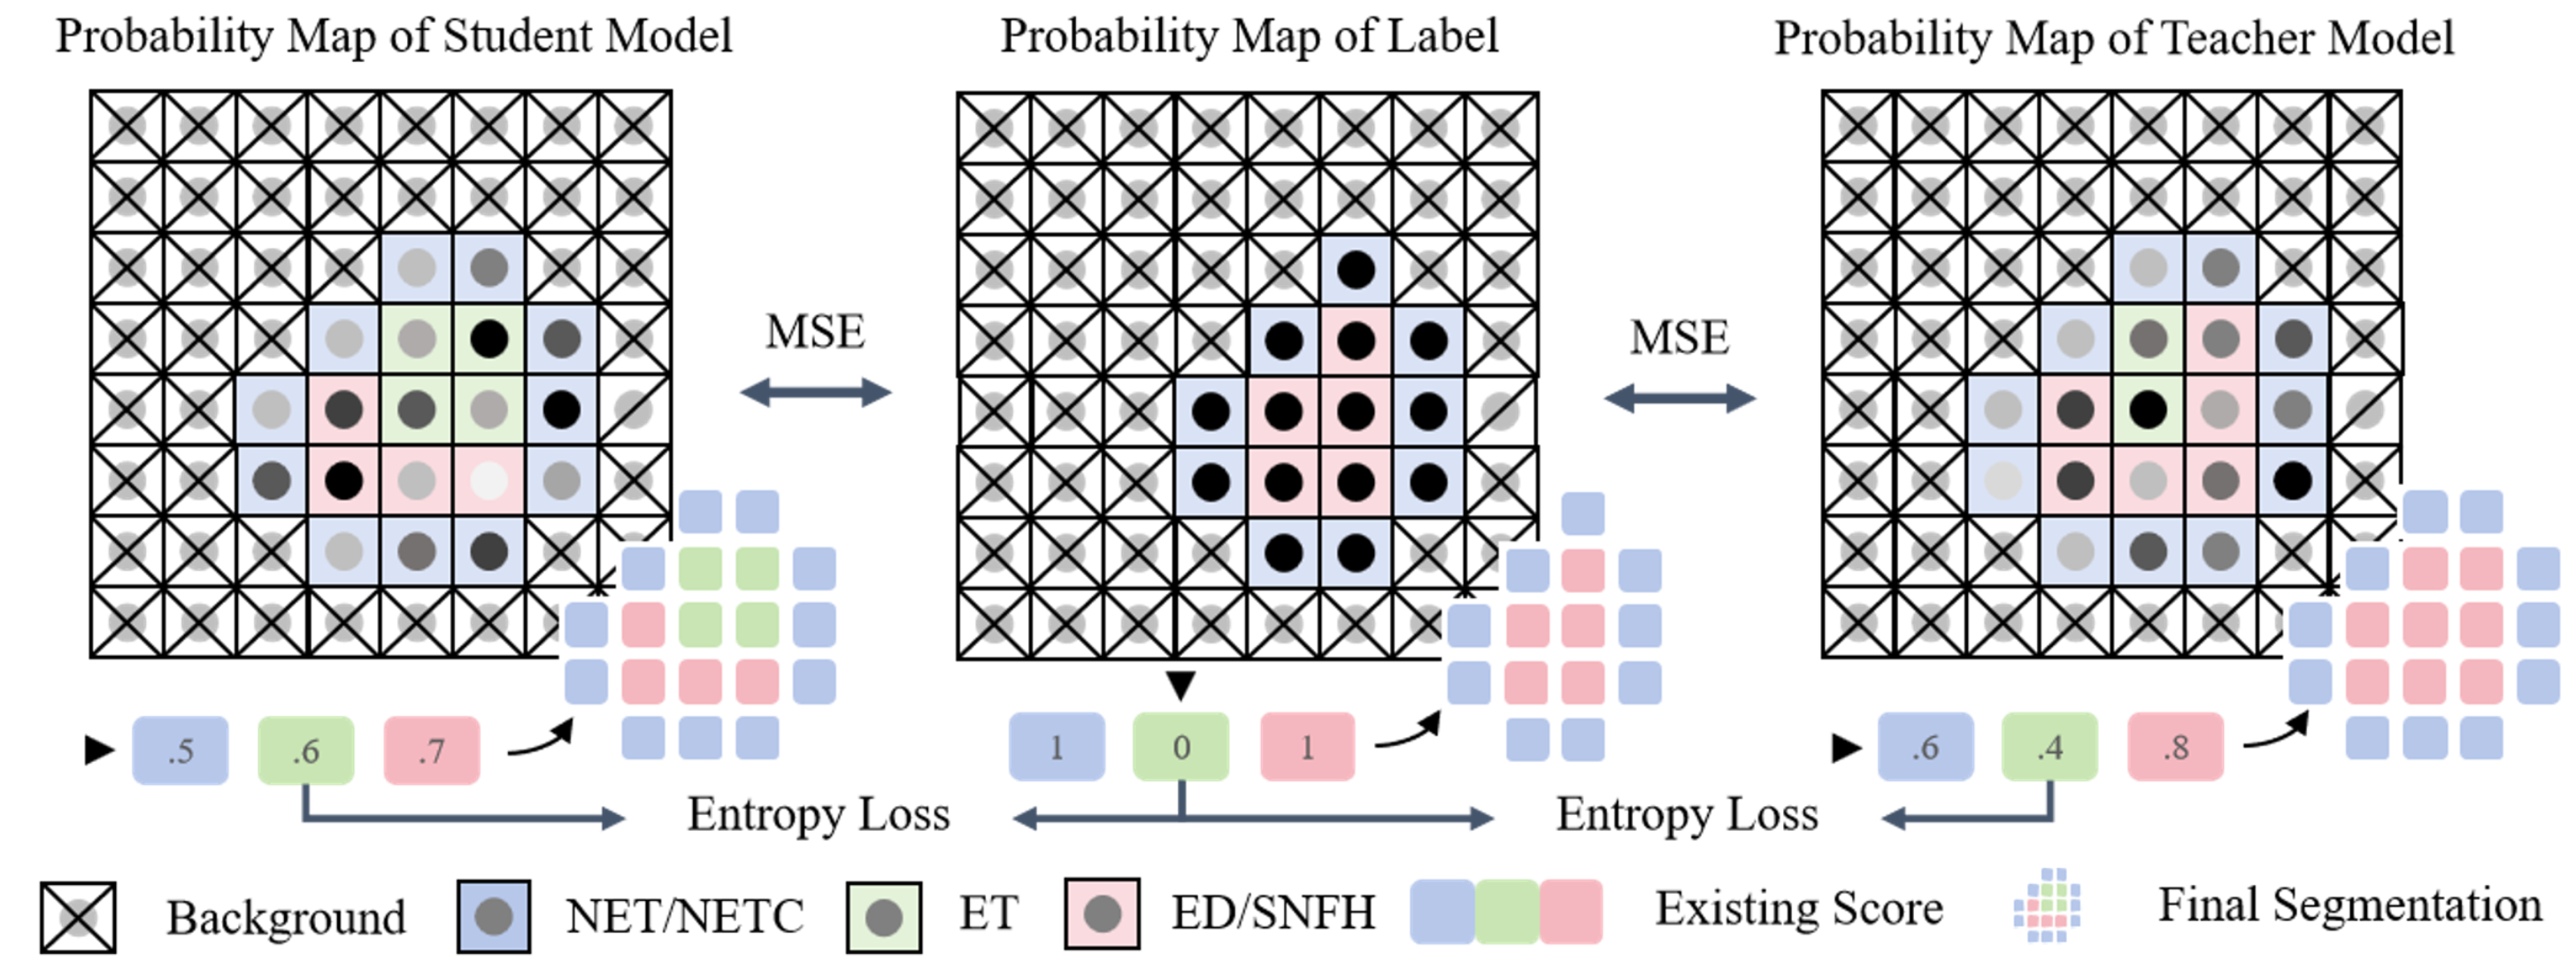 Probability Map of Student Model
Probability Map of Label
Probability Map of Teacher Model
MSE
MSE
.5 .6 .7
1 0 1
.6 .4 .8
Entropy Loss
Entropy Loss
Background
NET/NETC
ET
ED/SNFH
Existing Score
Final Segmentation